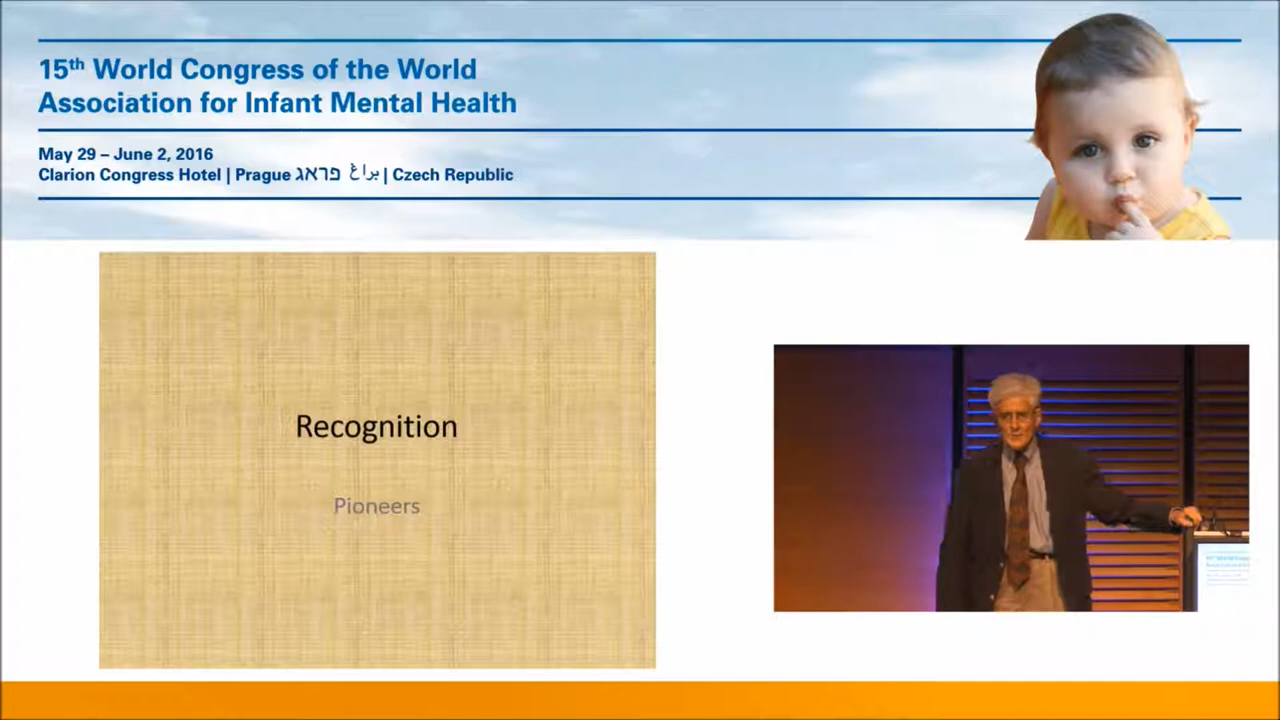 15th World Congress of the World
Association for Infant Mental Health
May 29 – June 2, 2016
Clarion Congress Hotel | Prague פראג براغ | Czech Republic
Recognition
Pioneers